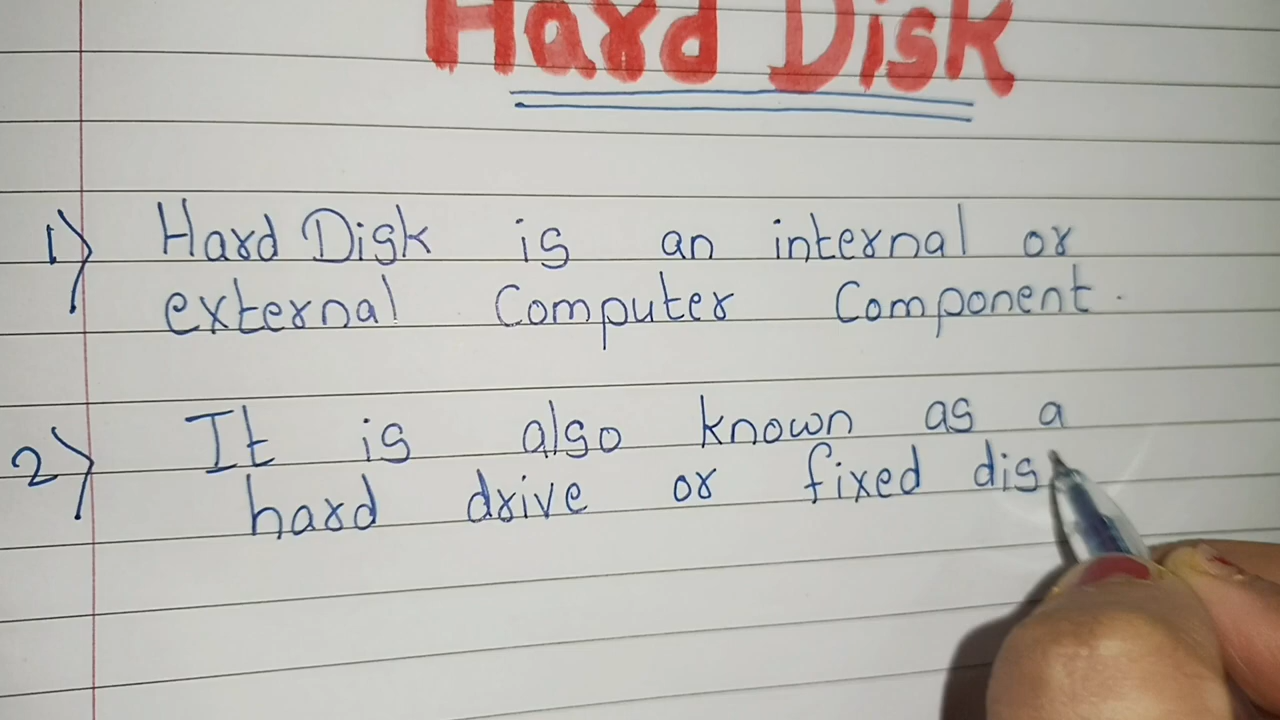 Hard Disk
1) Hard Disk is an internal or
external Computer Component.
2) It is also known as a
hard drive or fixed dis